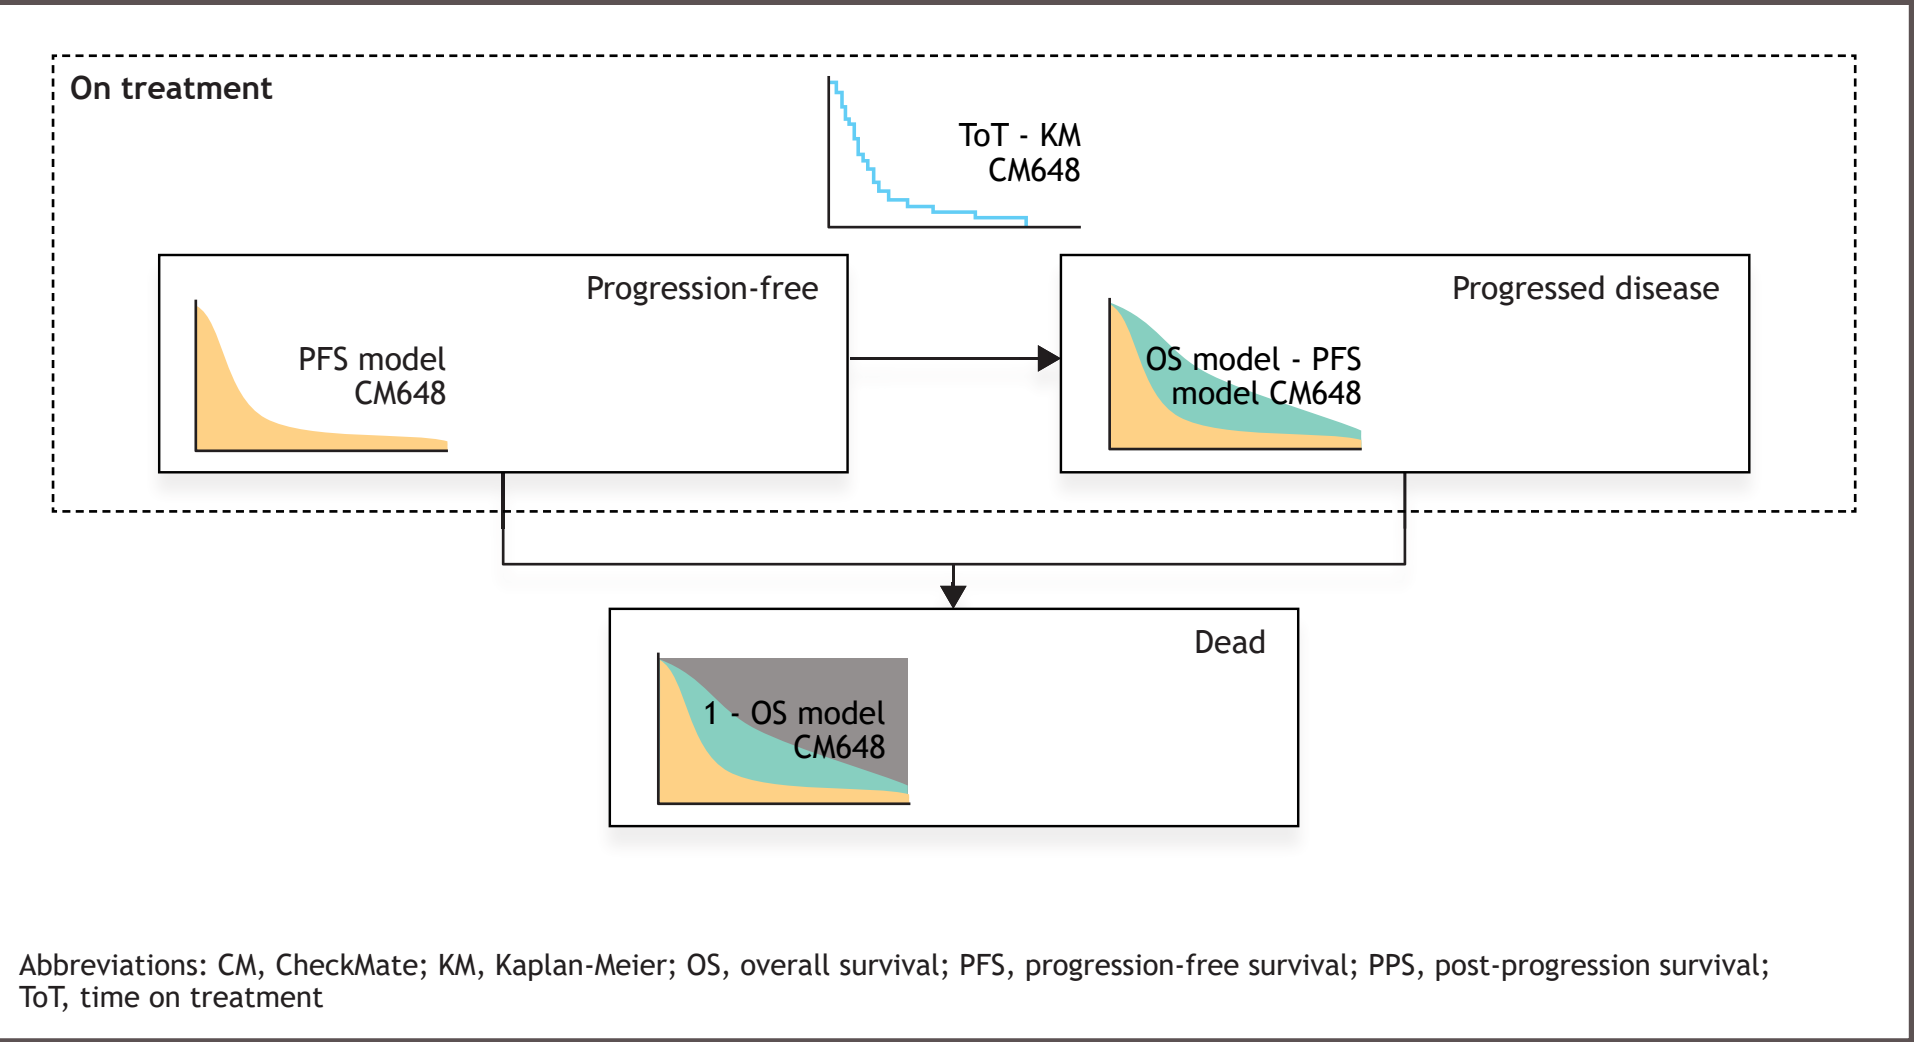 On treatment
ToT - KM
CM648
Progression-free
PFS model
CM648
Progressed disease
OS model - PFS
model CM648
Dead
1 - OS model
CM648
Abbreviations: CM, CheckMate; KM, Kaplan-Meier; OS, overall survival; PFS, progression-free survival; PPS, post-progression survival;
ToT, time on treatment